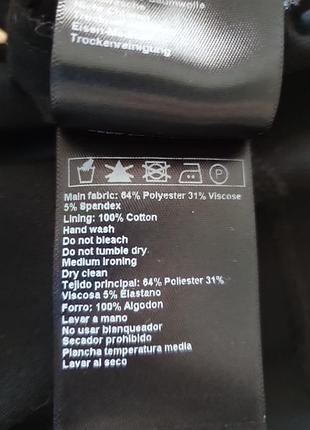 Baumwolle
Trockenreinigung
P
Main fabric: 64% Polyester 31% Viscose
5% Spandex
Lining: 100% Cotton
Hand wash
Do not bleach
Do not tumble dry
Medium ironing
Dry clean
Tejido principal: 64% Poliester 31%
Viscosa 5% Elastano
Forro: 100% Algodon
Lavar a mano
No usar blanqueador
Secador prohibido
Plancha temperatura media
Lavar al seco